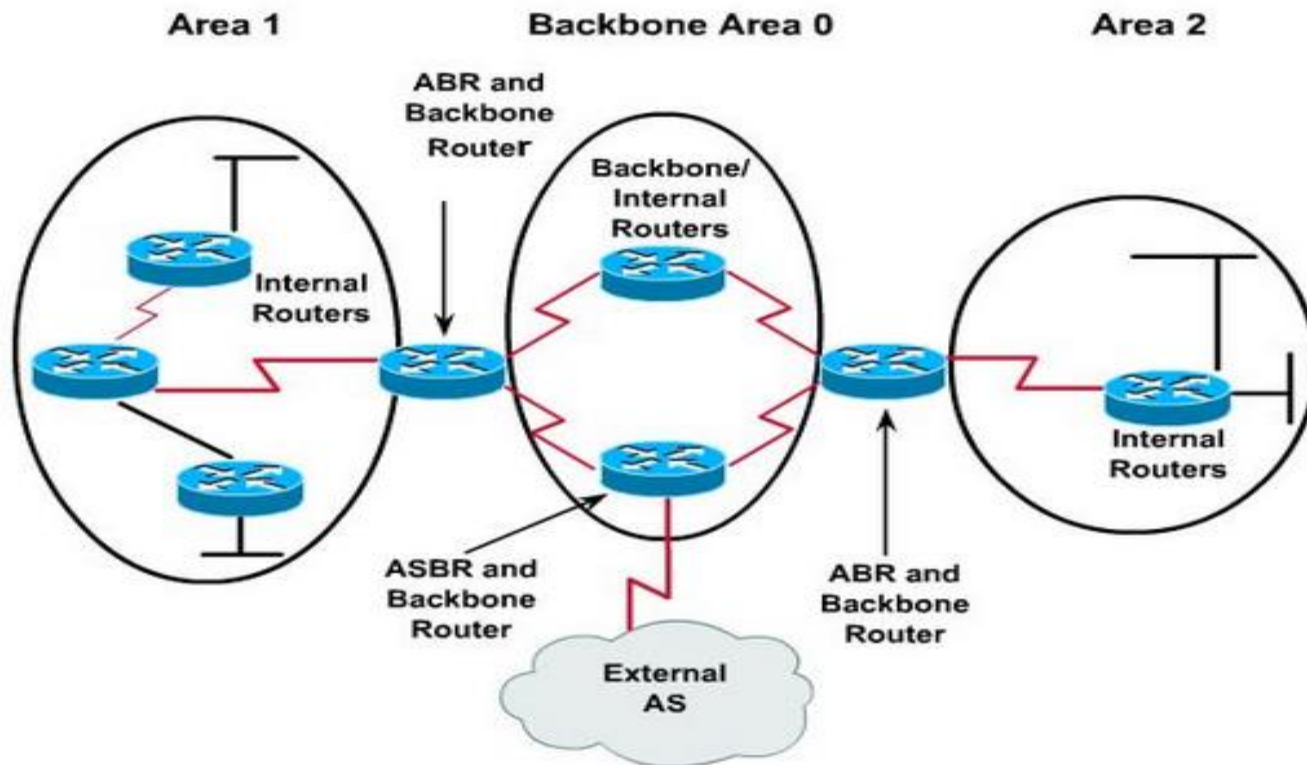 Area 1
Backbone Area 0
Area 2
ABR and
Backbone
Router
Backbone/
Internal
Routers
Internal
Routers
Internal
Routers
ASBR and
Backbone
Router
ABR and
Backbone
Router
External
AS